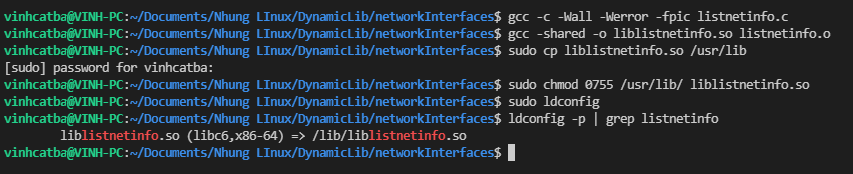 vinhcatba@VINH-PC:~/Documents/Nhung LInux/DynamicLib/networkInterfaces$ gcc -c -Wall -Werror -fpic listnetinfo.c
vinhcatba@VINH-PC:~/Documents/Nhung LInux/DynamicLib/networkInterfaces$ gcc -shared -o liblistnetinfo.so listnetinfo.o
vinhcatba@VINH-PC:~/Documents/Nhung LInux/DynamicLib/networkInterfaces$ sudo cp liblistnetinfo.so /usr/lib
[sudo] password for vinhcatba:
vinhcatba@VINH-PC:~/Documents/Nhung LInux/DynamicLib/networkInterfaces$ sudo chmod 0755 /usr/lib/ liblistnetinfo.so
vinhcatba@VINH-PC:~/Documents/Nhung LInux/DynamicLib/networkInterfaces$ sudo ldconfig
vinhcatba@VINH-PC:~/Documents/Nhung LInux/DynamicLib/networkInterfaces$ ldconfig -p | grep listnetinfo
liblistnetinfo.so (libc6,x86-64) => /lib/liblistnetinfo.so
vinhcatba@VINH-PC:~/Documents/Nhung LInux/DynamicLib/networkInterfaces$